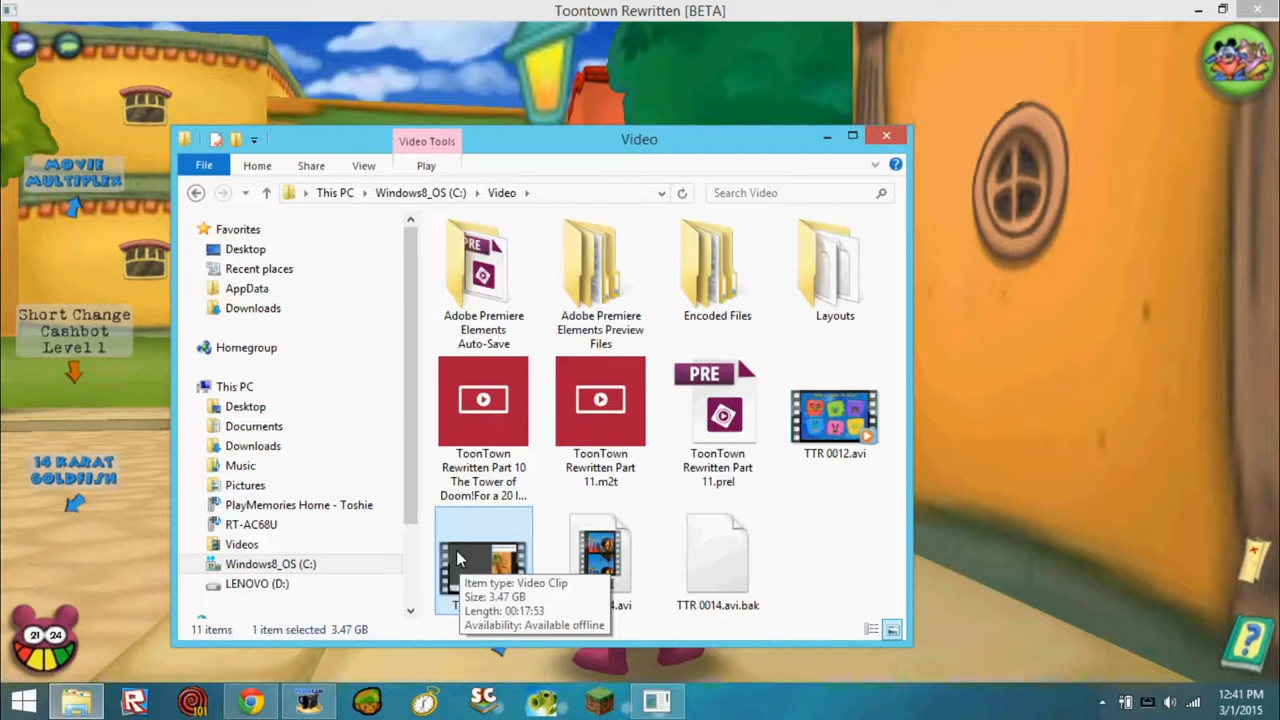 Toontown Rewritten [BETA]
MOVIE
MULTIPLEX
Short Change
Cashbot
Level 1
14 KARAT
GOLDFISH
21 24
Video Tools
Video
File
Home
Share
View
Play
This PC
Windows8_OS (C:)
Video
Search Video
Favorites
Desktop
Recent places
AppData
Downloads
Homegroup
This PC
Desktop
Documents
Downloads
Music
Pictures
PlayMemories Home - Toshie
RT-AC68U
Videos
Windows8_OS (C:)
LENOVO (D:)
PRE
Adobe Premiere
Elements
Auto-Save
Adobe Premiere
Elements Preview
Files
Encoded Files
Layouts
ToonTown
Rewritten Part 10
The Tower of
Doom!For a 20 l...
ToonTown
Rewritten Part
11.m2t
PRE
ToonTown
Rewritten Part
11.prel
TTR 0012.avi
Item type: Video Clip
Size: 3.47 GB
Length: 00:17:53
Availability: Available offline
TTR 0014.avi.bak
11 items
1 item selected 3.47 GB
101
SC
12:41 PM
3/1/2015